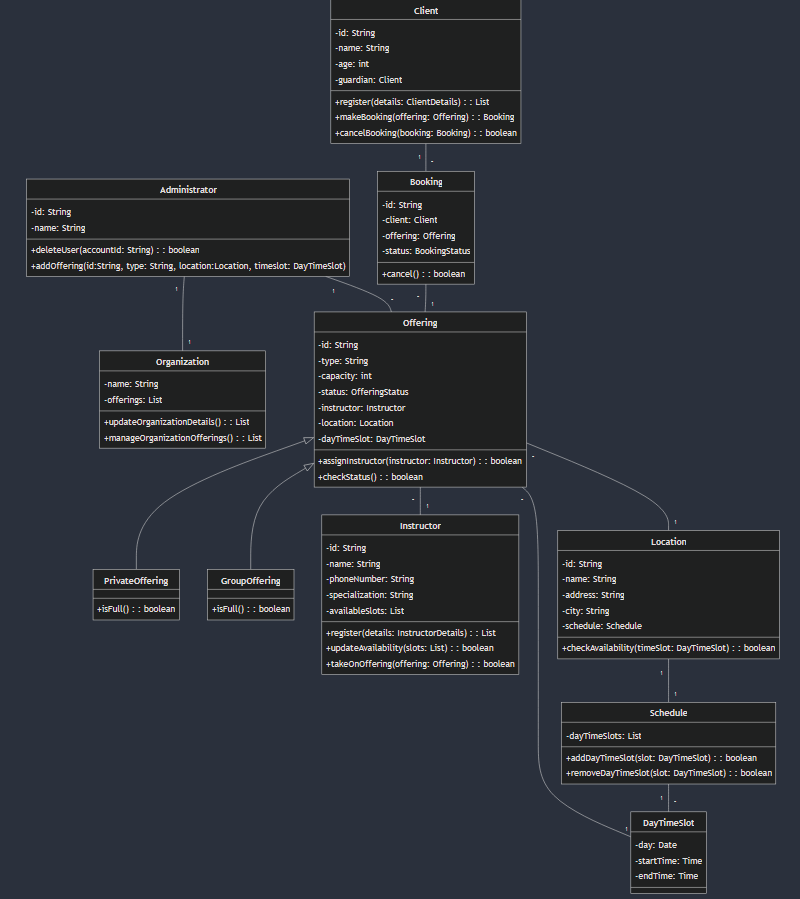 Client
-id: String
-name: String
-age: int
-guardian: Client
+register(details: ClientDetails) : : List
+makeBooking(offering: Offering) : : Booking
+cancelBooking(booking: Booking) : : boolean
1
Administrator
-id: String
-name: String
+deleteUser(accountId: String) : : boolean
+addOffering(id:String, type: String, location:Location, timeslot: DayTimeSlot)
Booking
-id: String
-client: Client
-offering: Offering
-status: BookingStatus
+cancel() : : boolean
1
1
1
1
Organization
-name: String
-offerings: List
+updateOrganizationDetails() : : List
+manageOrganizationOfferings() : : List
Offering
-id: String
-type: String
-capacity: int
-status: OfferingStatus
-instructor: Instructor
-location: Location
-dayTimeSlot: DayTimeSlot
+assignInstructor(instructor: Instructor) : : boolean
+checkStatus() : : boolean
1
1
PrivateOffering
+isFull() : : boolean
GroupOffering
+isFull() : : boolean
Instructor
-id: String
-name: String
-phoneNumber: String
-specialization: String
-availableSlots: List
+register(details: InstructorDetails) : : List
+updateAvailability(slots: List) : : boolean
+takeOnOffering(offering: Offering) : : boolean
Location
-id: String
-name: String
-address: String
-city: String
-schedule: Schedule
+checkAvailability(timeSlot: DayTimeSlot) : : boolean
1
1
Schedule
-dayTimeSlots: List
+addDayTimeSlot(slot: DayTimeSlot) : : boolean
+removeDayTimeSlot(slot: DayTimeSlot) : : boolean
1
1
DayTimeSlot
-day: Date
-startTime: Time
-endTime: Time